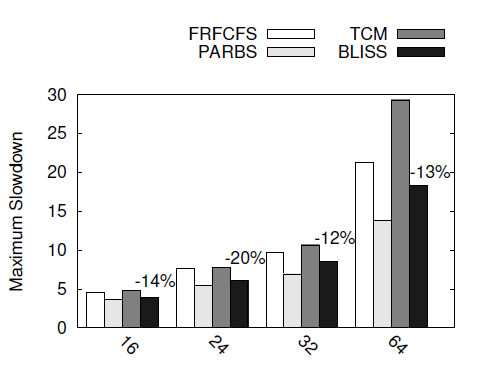 FRFCFS TCM
PARBS BLISS
Maximum Slowdown
30
25
20
15
10
5
0
-14%
-20%
-12%
-13%
16 24 32 64